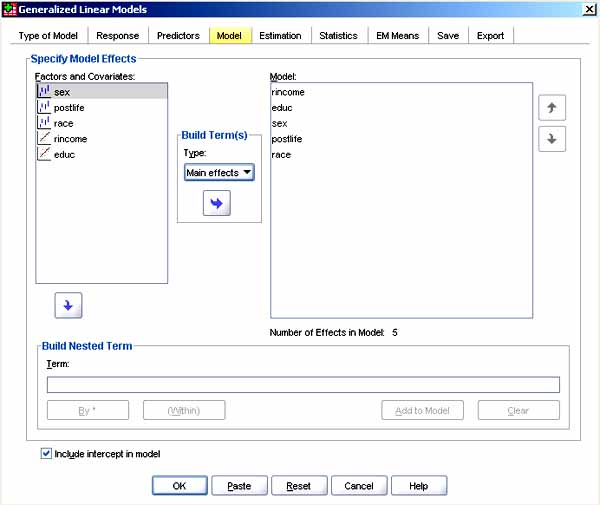 Generalized Linear Models
Type of Model Response Predictors Model Estimation Statistics EM Means Save Export
Specify Model Effects
Factors and Covariates:
sex
postlife
race
rincome
educ
Build Term(s)
Type:
Main effects
Model:
rincome
educ
sex
postlife
race
Number of Effects in Model: 5
Build Nested Term
Term:
By *
(Within)
Add to Model
Clear
Include intercept in model
OK
Paste
Reset
Cancel
Help